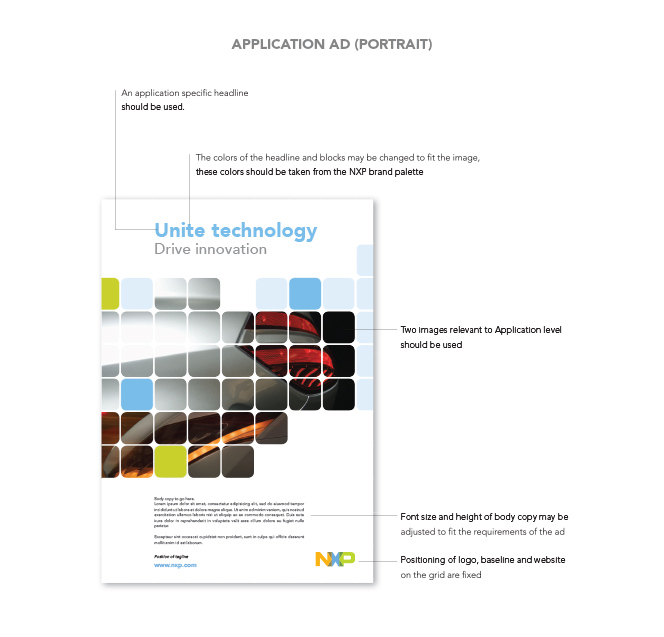 APPLICATION AD (PORTRAIT)
An application specific headline
should be used.
The colors of the headline and blocks may be changed to fit the image,
these colors should be taken from the NXP brand palette
Unite technology
Drive innovation
Two images relevant to Application level
should be used
Body copy to go here.
Lorem ipsum dolor sit amet, consectetur adipisicing elit, sed do eiusmod tempor
incididunt ut labore et dolore magna aliqua. Ut enim ad minim veniam, quis nostrud
exercitation ullamco laboris nisi ut aliquip ex ea commodo consequat. Duis aute
irure dolor in reprehenderit in voluptate velit esse cillum dolore eu fugiat nulla
pariatur.
Excepteur sint occaecat cupidatat non proident, sunt in culpa qui officia deserunt
mollit anim id est laborum.
Position of tagline
www.nxp.com
NXP
Font size and height of body copy may be
adjusted to fit the requirements of the ad
Positioning of logo, baseline and website
on the grid are fixed